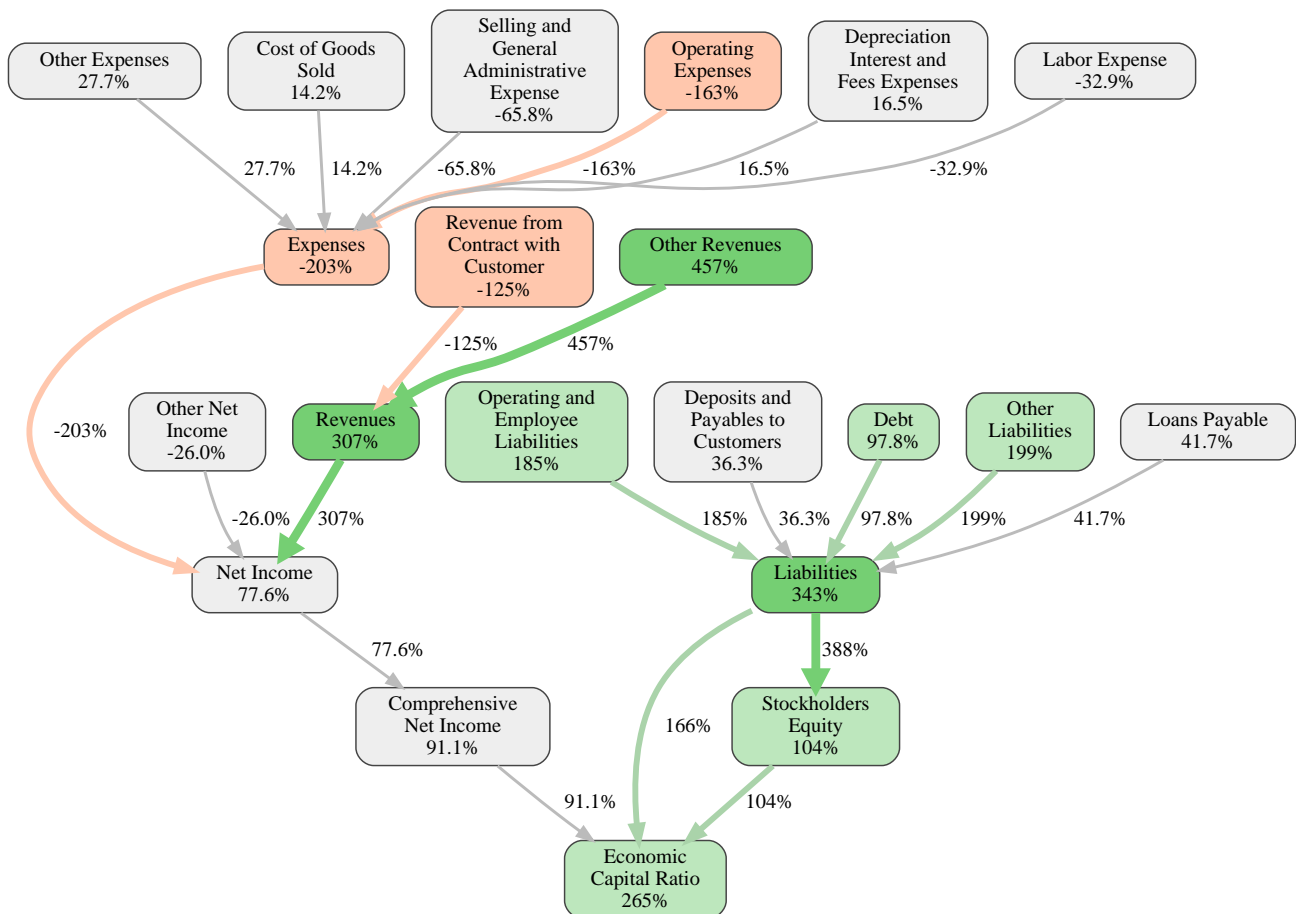 Other Expenses
27.7%
Cost of Goods
Sold
14.2%
Selling and
General
Administrative
Expense
-65.8%
Operating
Expenses
-163%
Depreciation
Interest and
Fees Expenses
16.5%
Labor Expense
-32.9%
27.7%
14.2%
-65.8%
-163%
16.5%
-32.9%
Expenses
-203%
Revenue from
Contract with
Customer
-125%
Other Revenues
457%
-125%
457%
-203%
Other Net
Income
-26.0%
Revenues
307%
Operating and
Employee
Liabilities
185%
Deposits and
Payables to
Customers
36.3%
Debt
97.8%
Other
Liabilities
199%
Loans Payable
41.7%
-26.0%
307%
185%
36.3%
97.8%
199%
41.7%
Net Income
77.6%
Liabilities
343%
77.6%
388%
Comprehensive
Net Income
91.1%
166%
Stockholders
Equity
104%
91.1%
104%
Economic
Capital Ratio
265%